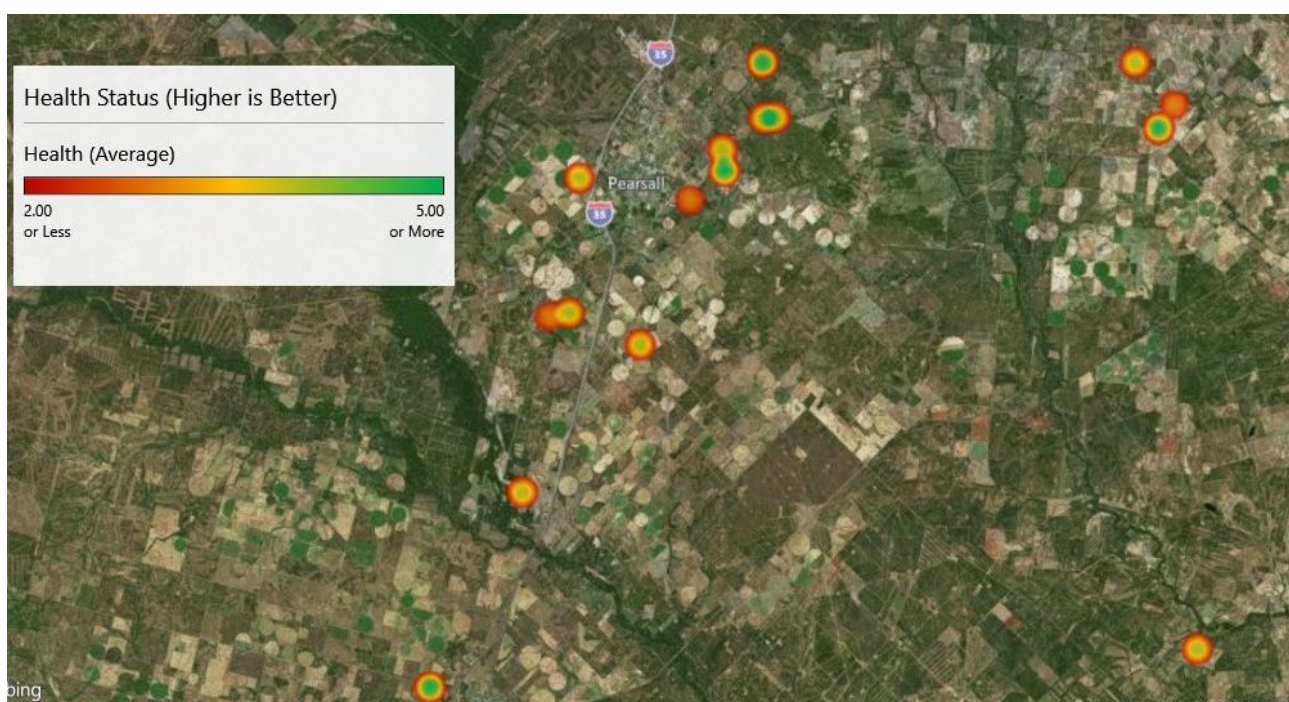 Health Status (Higher is Better)
Health (Average)
2.00 5.00
or Less or More
35
Pearsall
35
bing